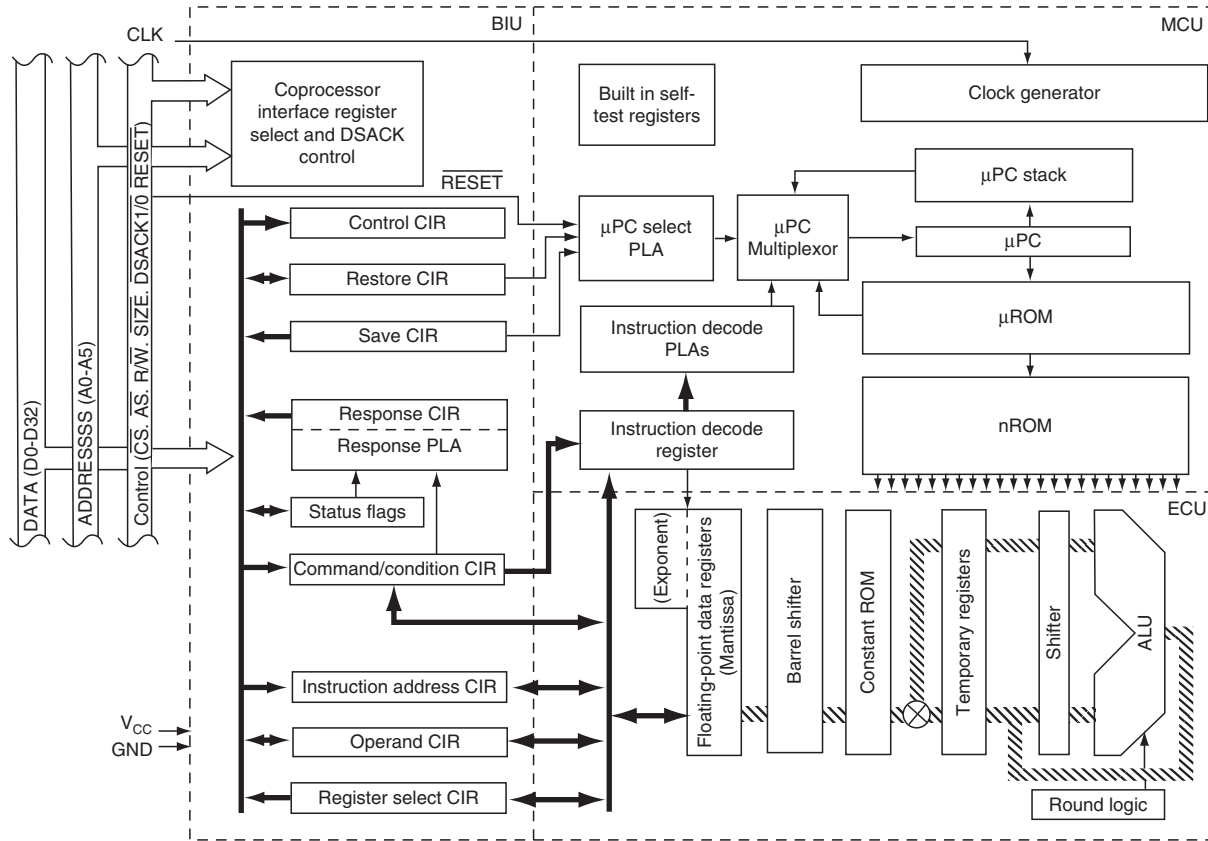 BIU
MCU
CLK
Coprocessor
interface register
select and DSACK
control
Built in self-
test registers
Clock generator
DATA (D0-D32)
ADDRESSSS (A0-A5)
Control (CS. AS. R/W. SIZE. DSACK1/0 RESET)
RESET
Control CIR
Restore CIR
Save CIR
Response CIR
Response PLA
Status flags
Command/condition CIR
Instruction address CIR
Operand CIR
Register select CIR
VCC
GND
µPC select
PLA
µPC
Multiplexor
µPC stack
µPC
µROM
nROM
Instruction decode
PLAs
Instruction decode
register
ECU
(Exponent)
Floating-point data registers
(Mantissa)
Barrel shifter
Constant ROM
Temporary registers
Shifter
ALU
Round logic